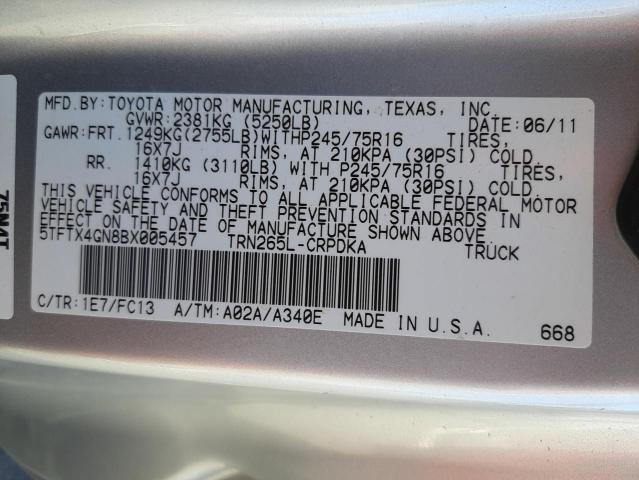 MFD.BY:TOYOTA MOTOR MANUFACTURING, TEXAS, INC.
GVWR:2381KG (5250LB) DATE:06/11
GAWR:FRT.1249KG(2755LB)WITHP245/75R16 TIRES,
16X7J RIMS, AT 210KPA (30PSI) COLD
RR. 1410KG (3110LB) WITH P245/75R16 TIRES,
16X7J RIMS, AT 210KPA (30PSI) COLD.
THIS VEHICLE CONFORMS TO ALL APPLICABLE FEDERAL MOTOR
VEHICLE SAFETY AND THEFT PREVENTION STANDARDS IN
EFFECT ON THE DATE OF MANUFACTURE SHOWN ABOVE.
5TFTX4GN8BX005457 TRN265L-CRPDKA TRUCK
C/TR:1E7/FC13 A/TM:A02A/A340E MADE IN U.S.A. 668